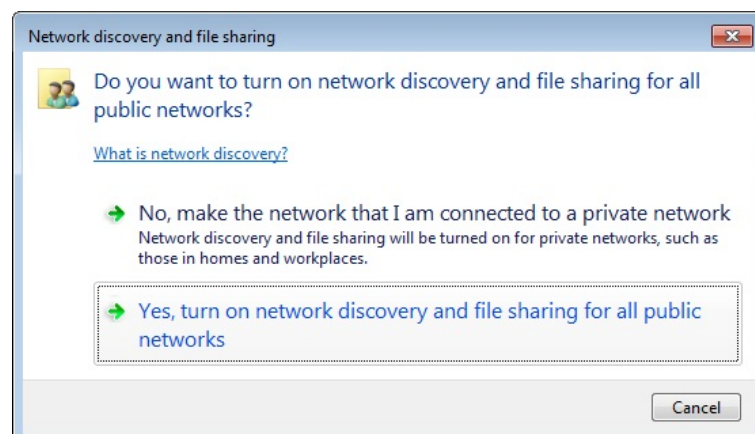 Network discovery and file sharing
Do you want to turn on network discovery and file sharing for all
public networks?
What is network discovery?
No, make the network that I am connected to a private network
Network discovery and file sharing will be turned on for private networks, such as
those in homes and workplaces.
Yes, turn on network discovery and file sharing for all public
networks
Cancel